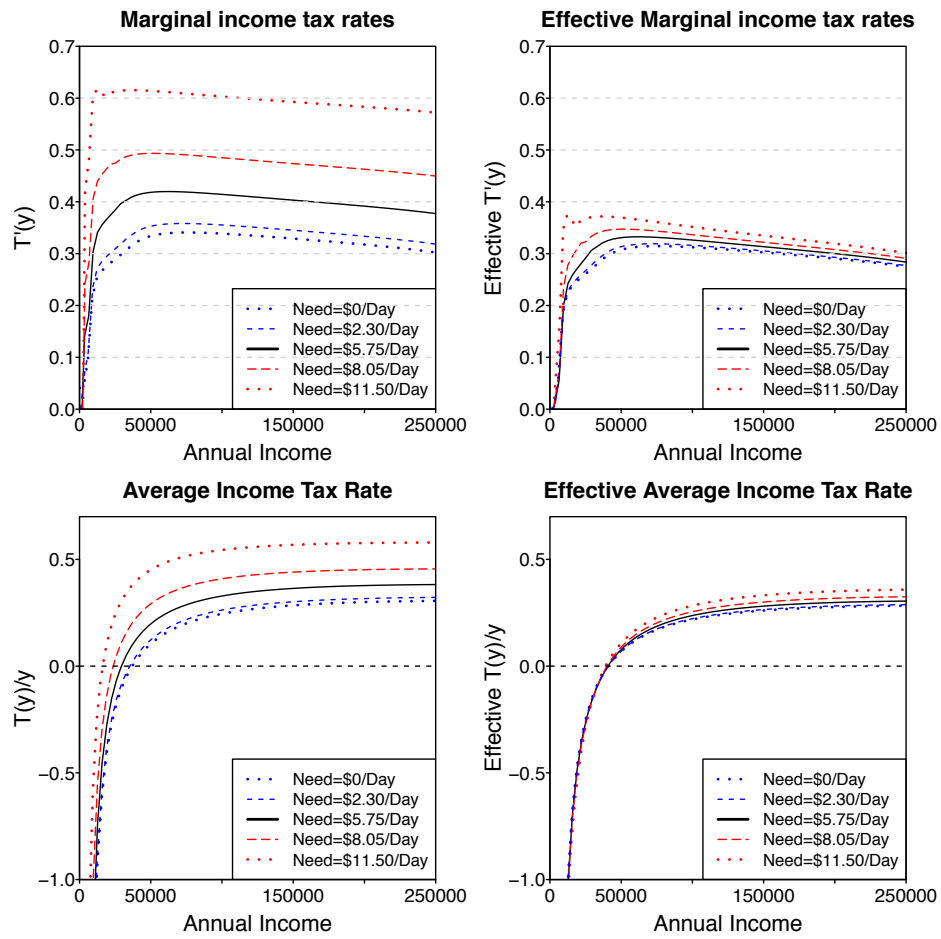 Marginal income tax rates
T'(y)
0.7
0.6
0.5
0.4
0.3
0.2
0.1
0.0
Need=$0/Day
Need=$2.30/Day
Need=$5.75/Day
Need=$8.05/Day
Need=$11.50/Day
0 50000 150000 250000
Annual Income
Effective Marginal income tax rates
Effective T'(y)
0.7
0.6
0.5
0.4
0.3
0.2
0.1
0.0
Need=$0/Day
Need=$2.30/Day
Need=$5.75/Day
Need=$8.05/Day
Need=$11.50/Day
0 50000 150000 250000
Annual Income
Average Income Tax Rate
T(y)/y
0.5
0.0
−0.5
−1.0
Need=$0/Day
Need=$2.30/Day
Need=$5.75/Day
Need=$8.05/Day
Need=$11.50/Day
0 50000 150000 250000
Annual Income
Effective Average Income Tax Rate
Effective T(y)/y
0.5
0.0
−0.5
−1.0
Need=$0/Day
Need=$2.30/Day
Need=$5.75/Day
Need=$8.05/Day
Need=$11.50/Day
0 50000 150000 250000
Annual Income